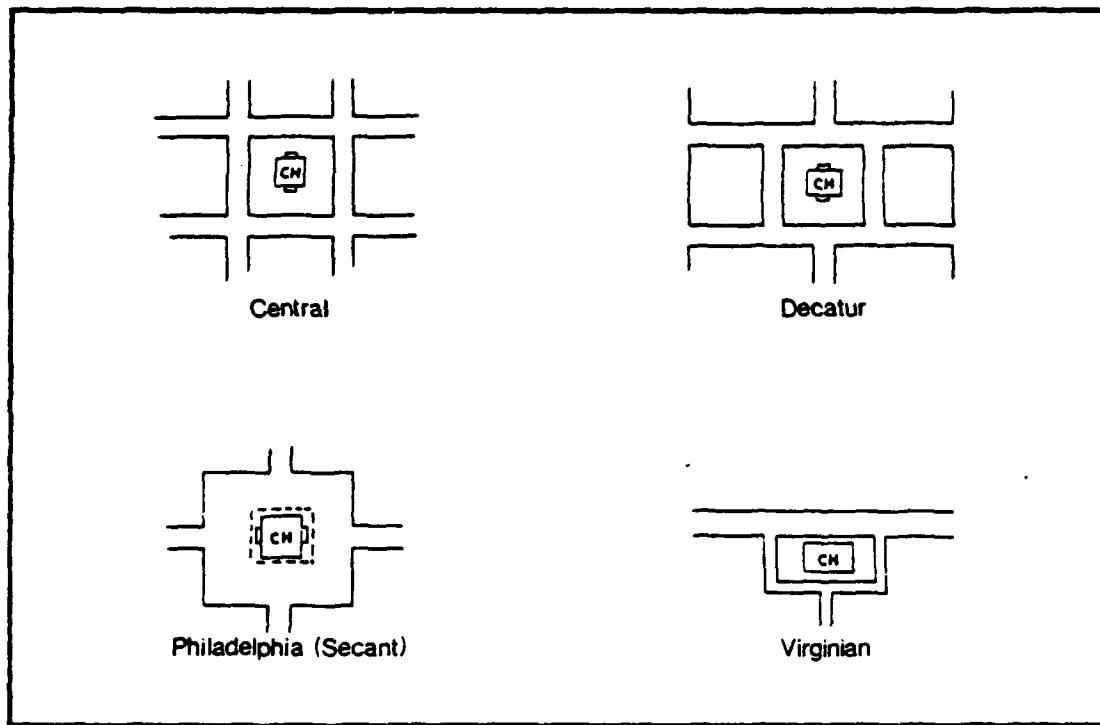 CH
CH
Central
Decatur
CH
CH
Philadelphia (Secant)
Virginian